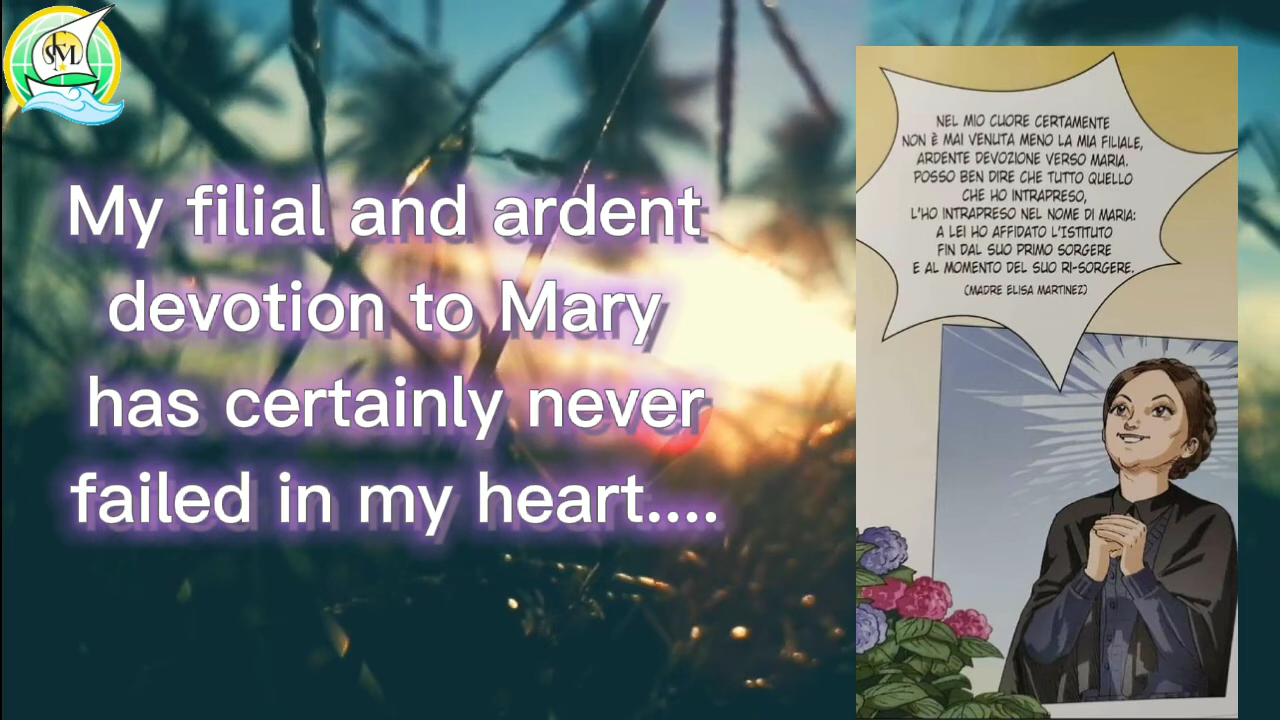 My filial and ardent
devotion to Mary
has certainly never
failed in my heart....
NEL MIO CUORE CERTAMENTE
NON È MAI VENUTA MENO LA MIA FILIALE,
ARDENTE DEVOZIONE VERSO MARIA.
POSSO BEN DIRE CHE TUTTO QUELLO
CHE HO INTRAPRESO,
L'HO INTRAPRESO NEL NOME DI MARIA:
A LEI HO AFFIDATO L'ISTITUTO
FIN DAL SUO PRIMO SORGERE
E AL MOMENTO DEL SUO RI-SORGERE.
(MADRE ELISA MARTINEZ)